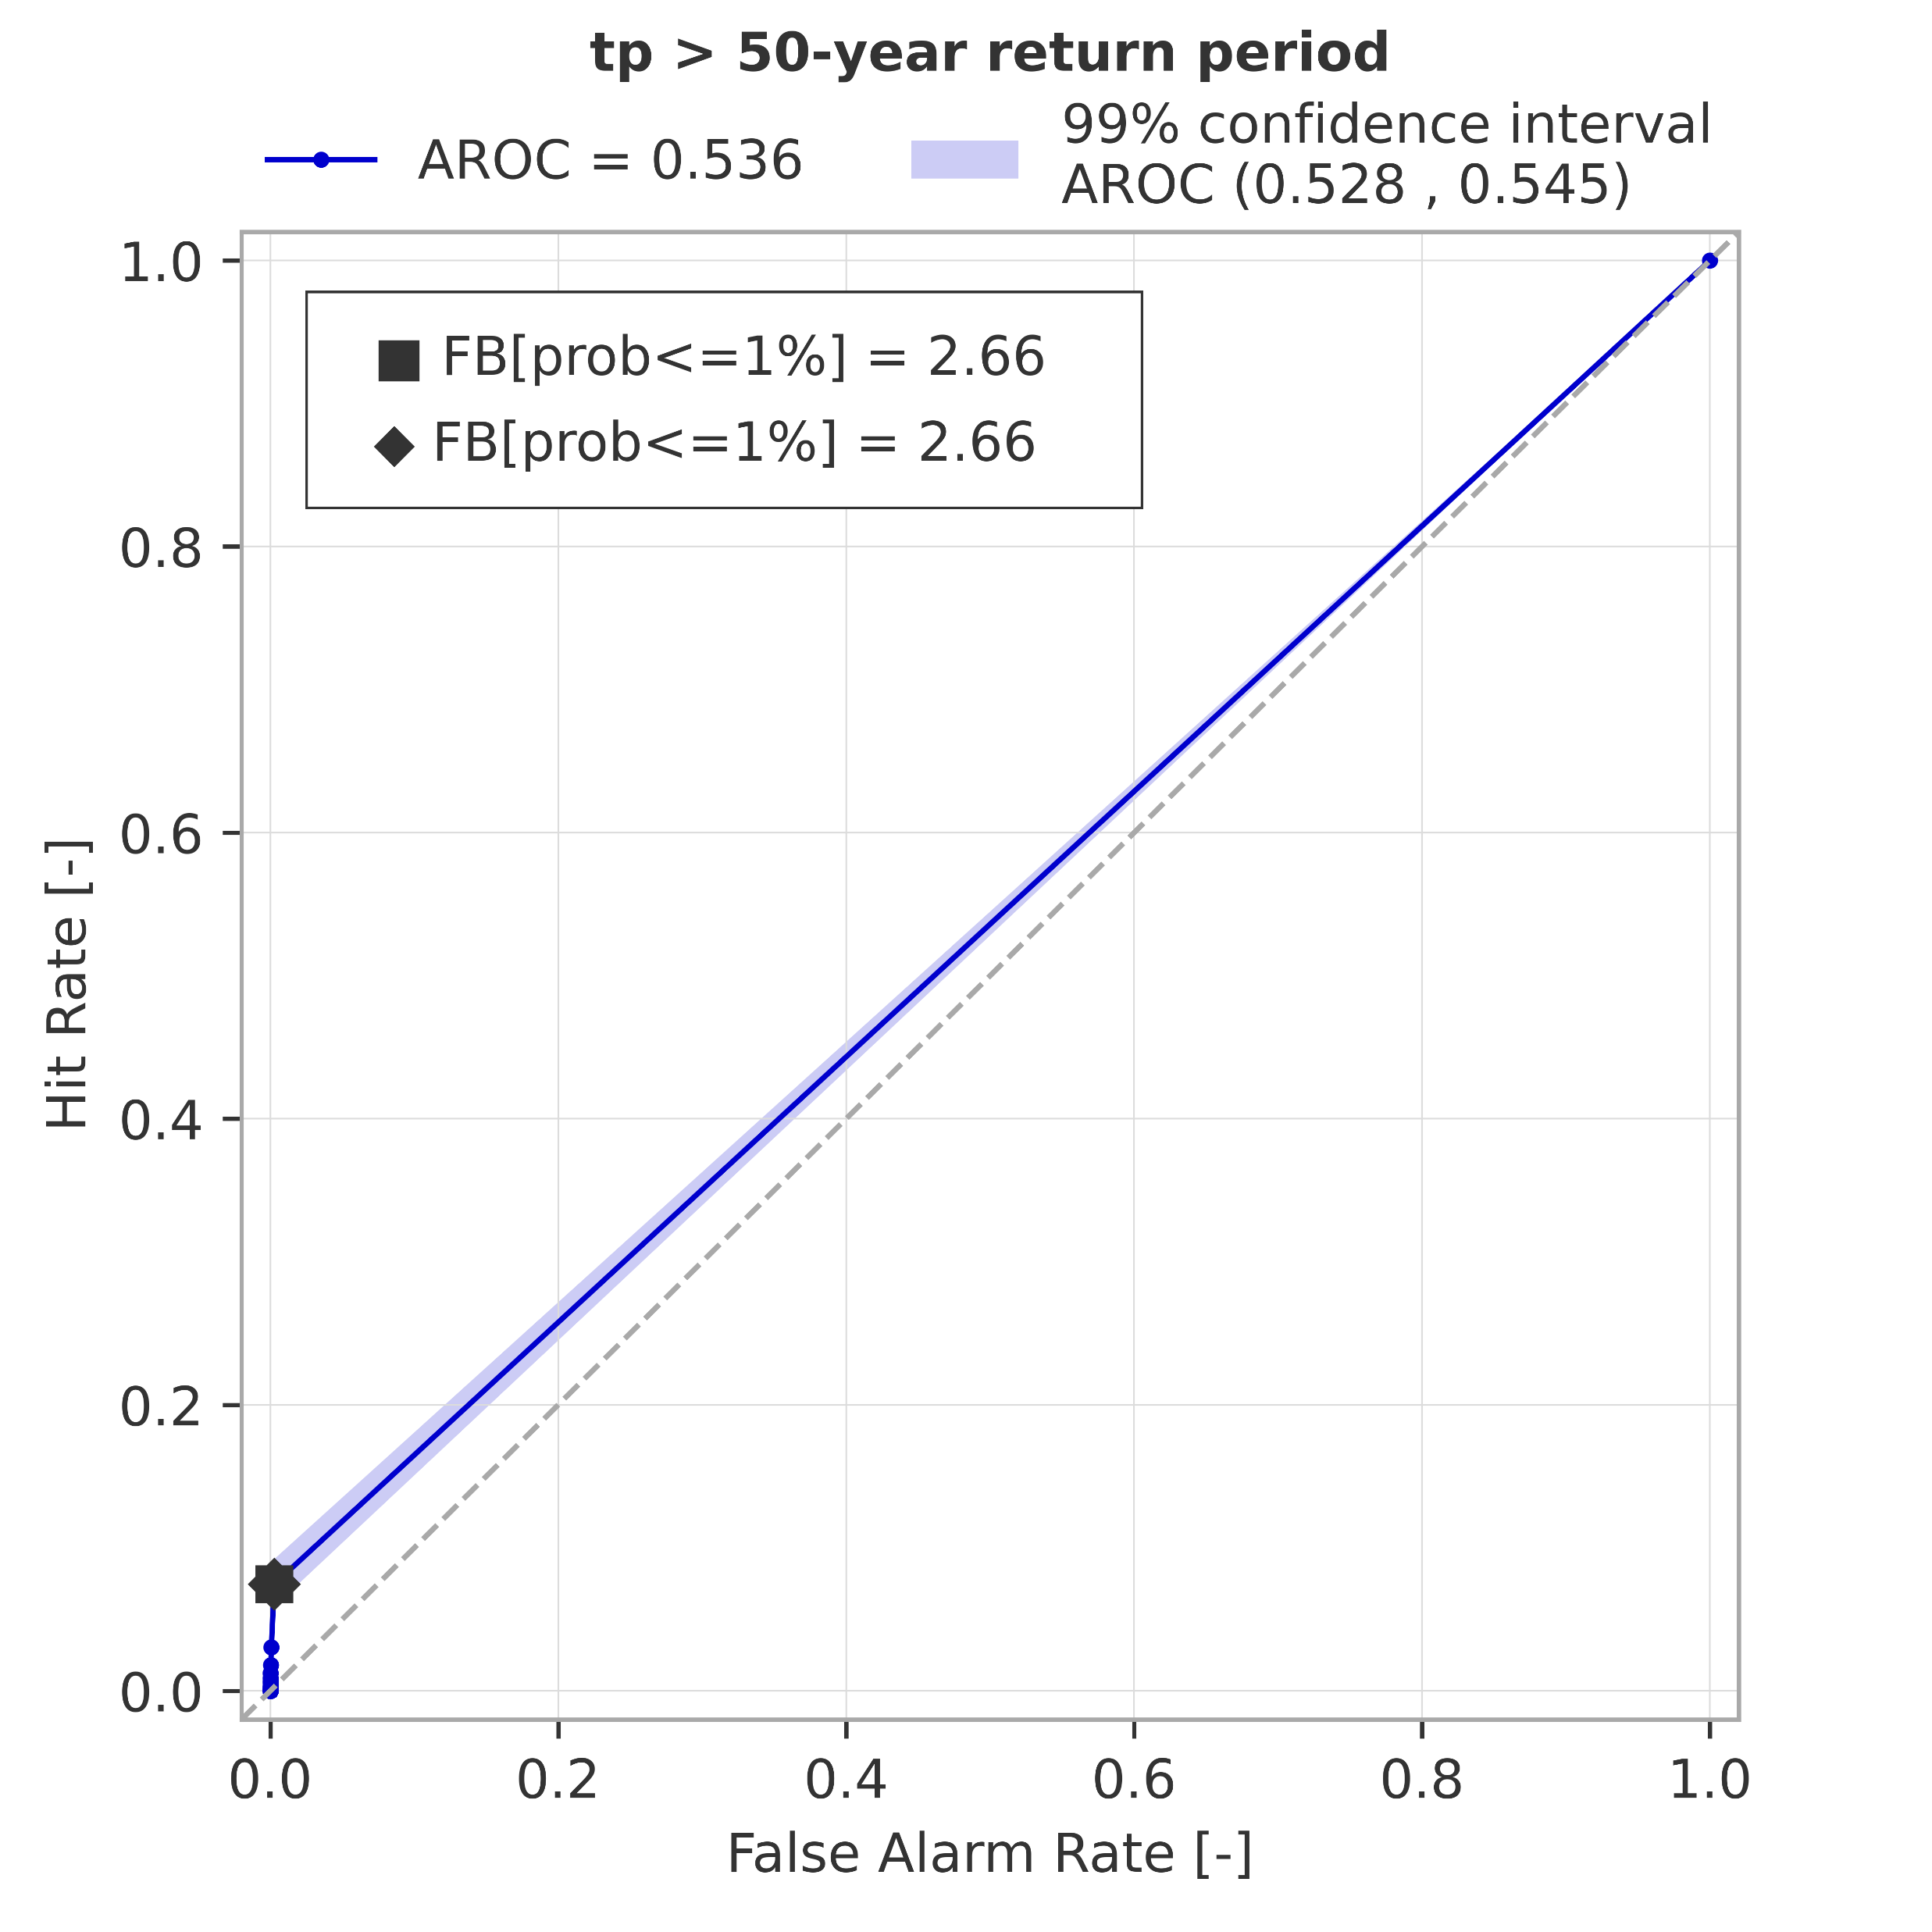 tp > 50-year return period
AROC = 0.536
99% confidence interval
AROC (0.528 , 0.545)
FB[prob<=1%] = 2.66
FB[prob<=1%] = 2.66
1.0
0.8
0.6
0.4
0.2
0.0
Hit Rate [-]
0.0 0.2 0.4 0.6 0.8 1.0
False Alarm Rate [-]